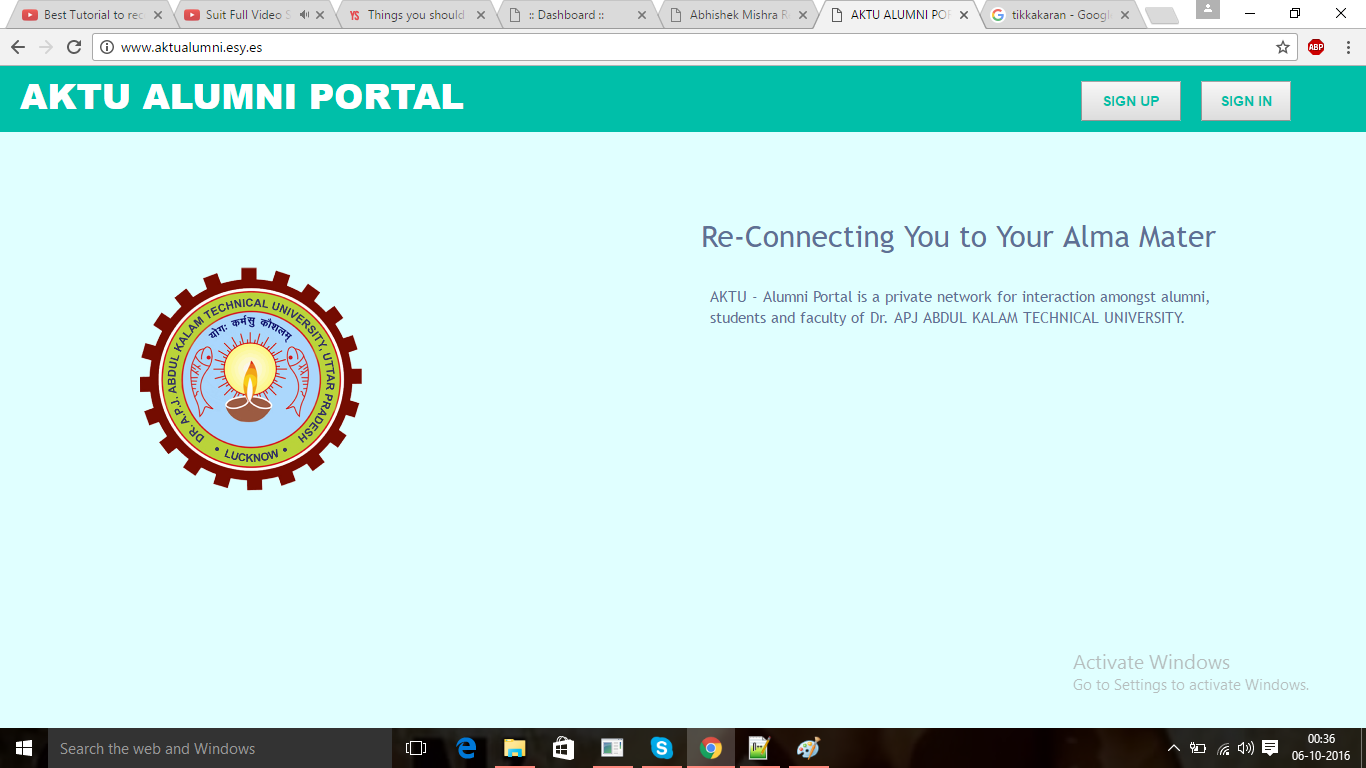 Best Tutorial to rec
Suit Full Video S
Things you should
:: Dashboard ::
Abhishek Mishra R
AKTU ALUMNI POR
tikkakaran - Googl
www.aktualumni.esy.es
ABP
AKTU ALUMNI PORTAL
SIGN UP
SIGN IN
Re-Connecting You to Your Alma Mater
AKTU - Alumni Portal is a private network for interaction amongst alumni,
students and faculty of Dr. APJ ABDUL KALAM TECHNICAL UNIVERSITY.
DR. A.P.J. ABDUL KALAM TECHNICAL UNIVERSITY, UTTAR PRADESH
योगः कर्मसु कौशलम्
• LUCKNOW •
Activate Windows
Go to Settings to activate Windows.
Search the web and Windows
00:36
06-10-2016